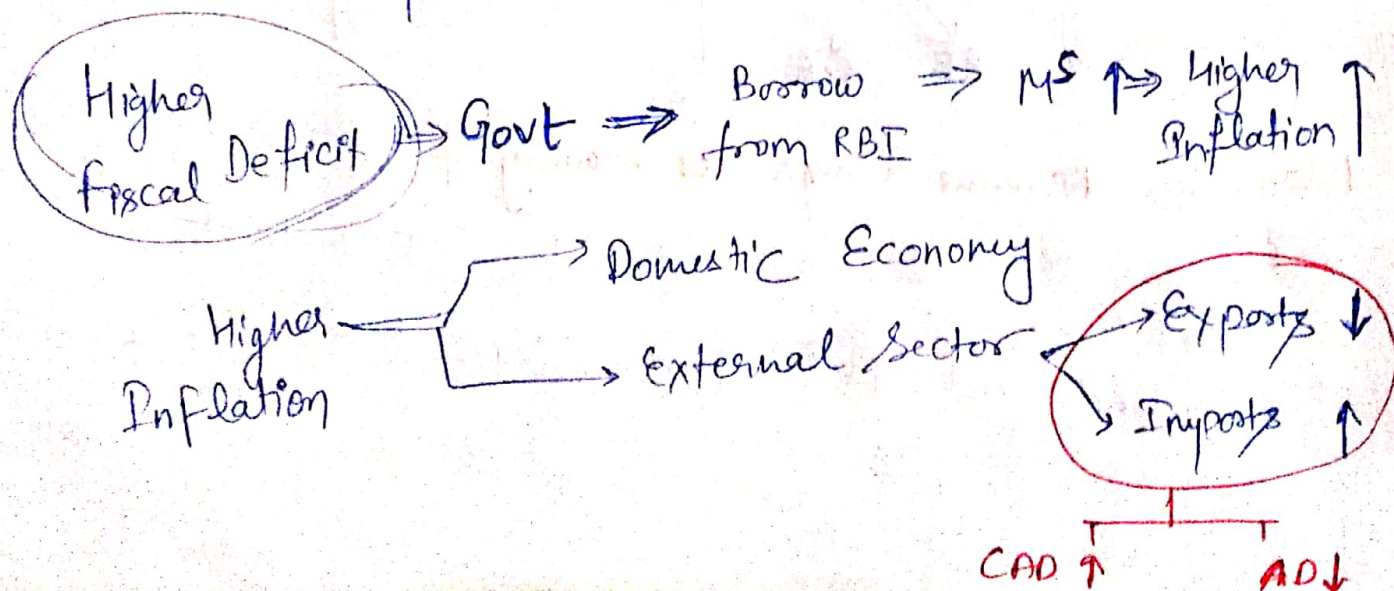 Higher
Fiscal Deficit ⇒ Govt ⇒ Borrow from RBI ⇒ MS ↑ ⇒ Higher Inflation ↑
Higher Inflation
→ Domestic Economy
→ External Sector
→ Exports ↓
→ Imports ↑
CAD ↑ AD↓